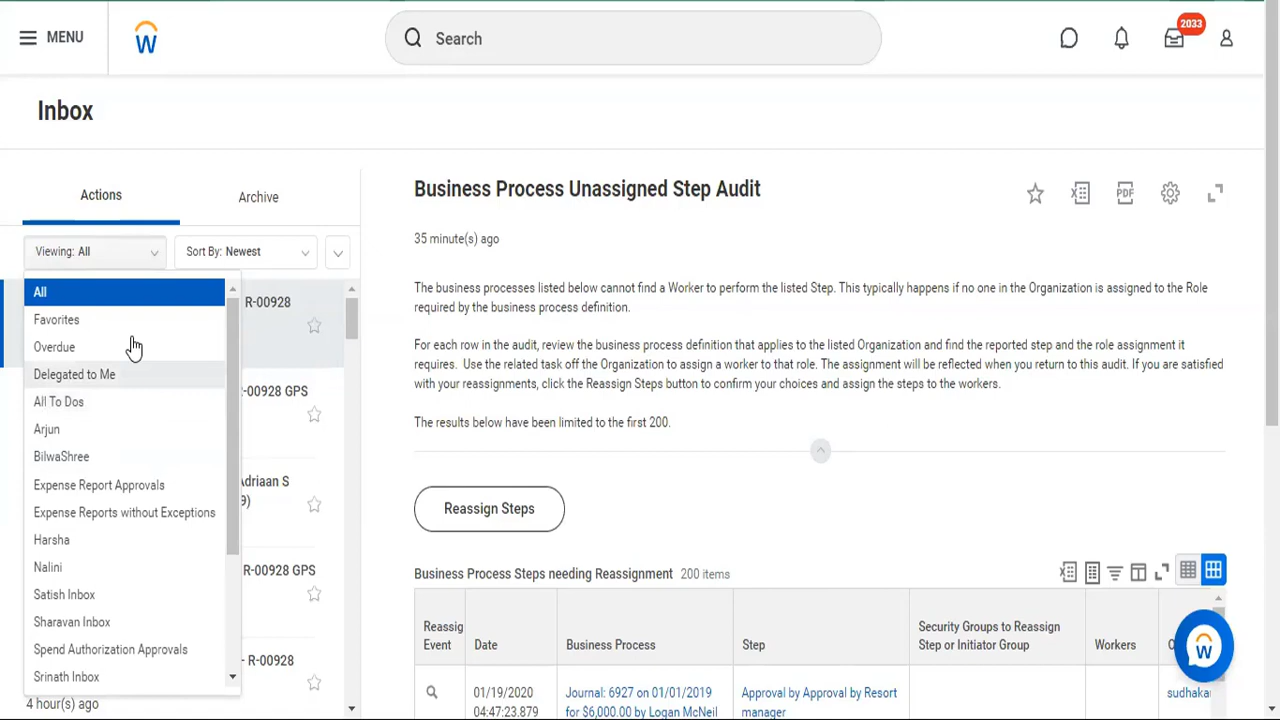 MENU
W
Search
2033
Inbox
Actions
Archive
Viewing: All
Sort By: Newest
All
Favorites
Overdue
Delegated to Me
All To Dos
Arjun
BilwaShree
Expense Report Approvals
Expense Reports without Exceptions
Harsha
Nalini
Satish Inbox
Sharavan Inbox
Spend Authorization Approvals
Srinath Inbox
R-00928
-00928 GPS
Adriaan S
9)
R-00928 GPS
- R-00928
4 hour(s) ago
Business Process Unassigned Step Audit
PDF
35 minute(s) ago
The business processes listed below cannot find a Worker to perform the listed Step. This typically happens if no one in the Organization is assigned to the Role
required by the business process definition.
For each row in the audit, review the business process definition that applies to the listed Organization and find the reported step and the role assignment it
requires. Use the related task off the Organization to assign a worker to that role. The assignment will be reflected when you return to this audit. If you are satisfied
with your reassignments, click the Reassign Steps button to confirm your choices and assign the steps to the workers.
The results below have been limited to the first 200.
Reassign Steps
Business Process Steps needing Reassignment 200 items
Reassig
Event
Date
Business Process
Step
Security Groups to Reassign
Step or Initiator Group
Workers
O
W
01/19/2020
04:47:23.879
Journal: 6927 on 01/01/2019
for $6,000.00 by Logan McNeil
Approval by Approval by Resort
manager
sudhaka